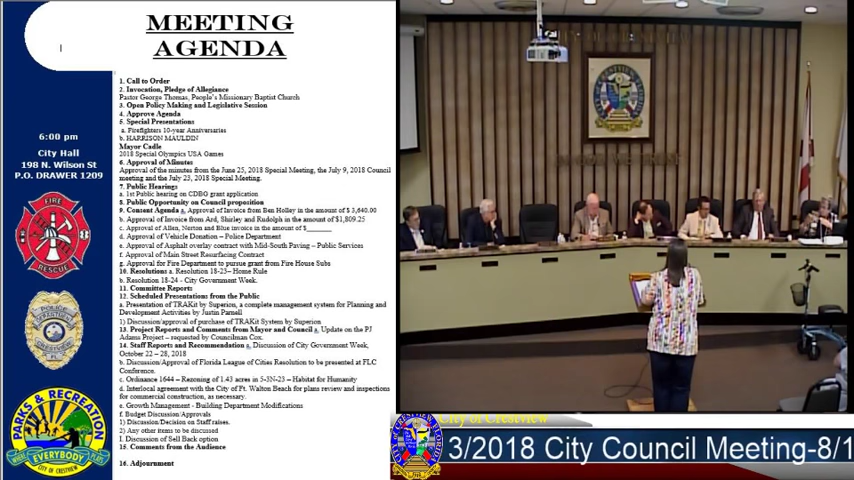 MEETING
AGENDA
1. Call to Order
2. Invocation, Pledge of Allegiance
Pastor George Thomas, People's Missionary Baptist Church
3. Open Policy Making and Legislative Session
4. Approve Agenda
5. Special Presentations
a. Firefighters 10-year Anniversaries
b. HARRISON MAULDIN
Mayor Cadle
2018 Special Olympics USA Games
6. Approval of Minutes
Approval of the minutes from the June 25, 2018 Special Meeting, the July 9, 2018 Council
meeting and the July 23, 2018 Special Meeting.
7. Public Hearings
a. 1st Public hearing on CDBG grant application
8. Public Opportunity on Council proposition
9. Consent Agenda a. Approval of Invoice from Ben Holley in the amount of $ 3,640.00
b. Approval of Invoice from Ard, Shirley and Rudolph in the amount of $1,809.25
c. Approval of Allen, Norton and Blue invoice in the amount of $______
d. Approval of Vehicle Donation – Police Department
e. Approval of Asphalt overlay contract with Mid-South Paving – Public Services
f. Approval of Main Street Resurfacing Contract
g. Approval for Fire Department to pursue grant from Fire House Subs
10. Resolutions a. Resolution 18-23– Home Rule
b. Resolution 18-24 - City Government Week.
11. Committee Reports
12. Scheduled Presentations from the Public
a. Presentation of TRAKit by Superion, a complete management system for Planning and
Development Activities by Justin Parnell
1) Discussion/approval of purchase of TRAKit System by Superion
13. Project Reports and Comments from Mayor and Council a. Update on the PJ
Adams Project – requested by Councilman Cox.
14. Staff Reports and Recommendation a. Discussion of City Government Week,
October 22 – 28, 2018
b. Discussion/Approval of Florida League of Cities Resolution to be presented at FLC
Conference.
c. Ordinance 1644 – Rezoning of 1.43 acres in 5-3N-23 – Habitat for Humanity
d. Interlocal agreement with the City of Ft. Walton Beach for plans review and inspections
for commercial construction, as necessary.
e. Growth Management - Building Department Modifications
f. Budget Discussion/Approvals
1) Discussion/Decision on Staff raises.
2) Any other items to be discussed
I. Discussion of Sell Back option
15. Comments from the Audience
16. Adjournment
6:00 pm
City Hall
198 N. Wilson St
P.O. DRAWER 1209
FIRE
RESCUE
POLICE
PARKS & RECREATION
WHERE EVERYBODY PLAYS
CITY OF CRESTVIEW
City of Crestview
3/2018 City Council Meeting-8/1